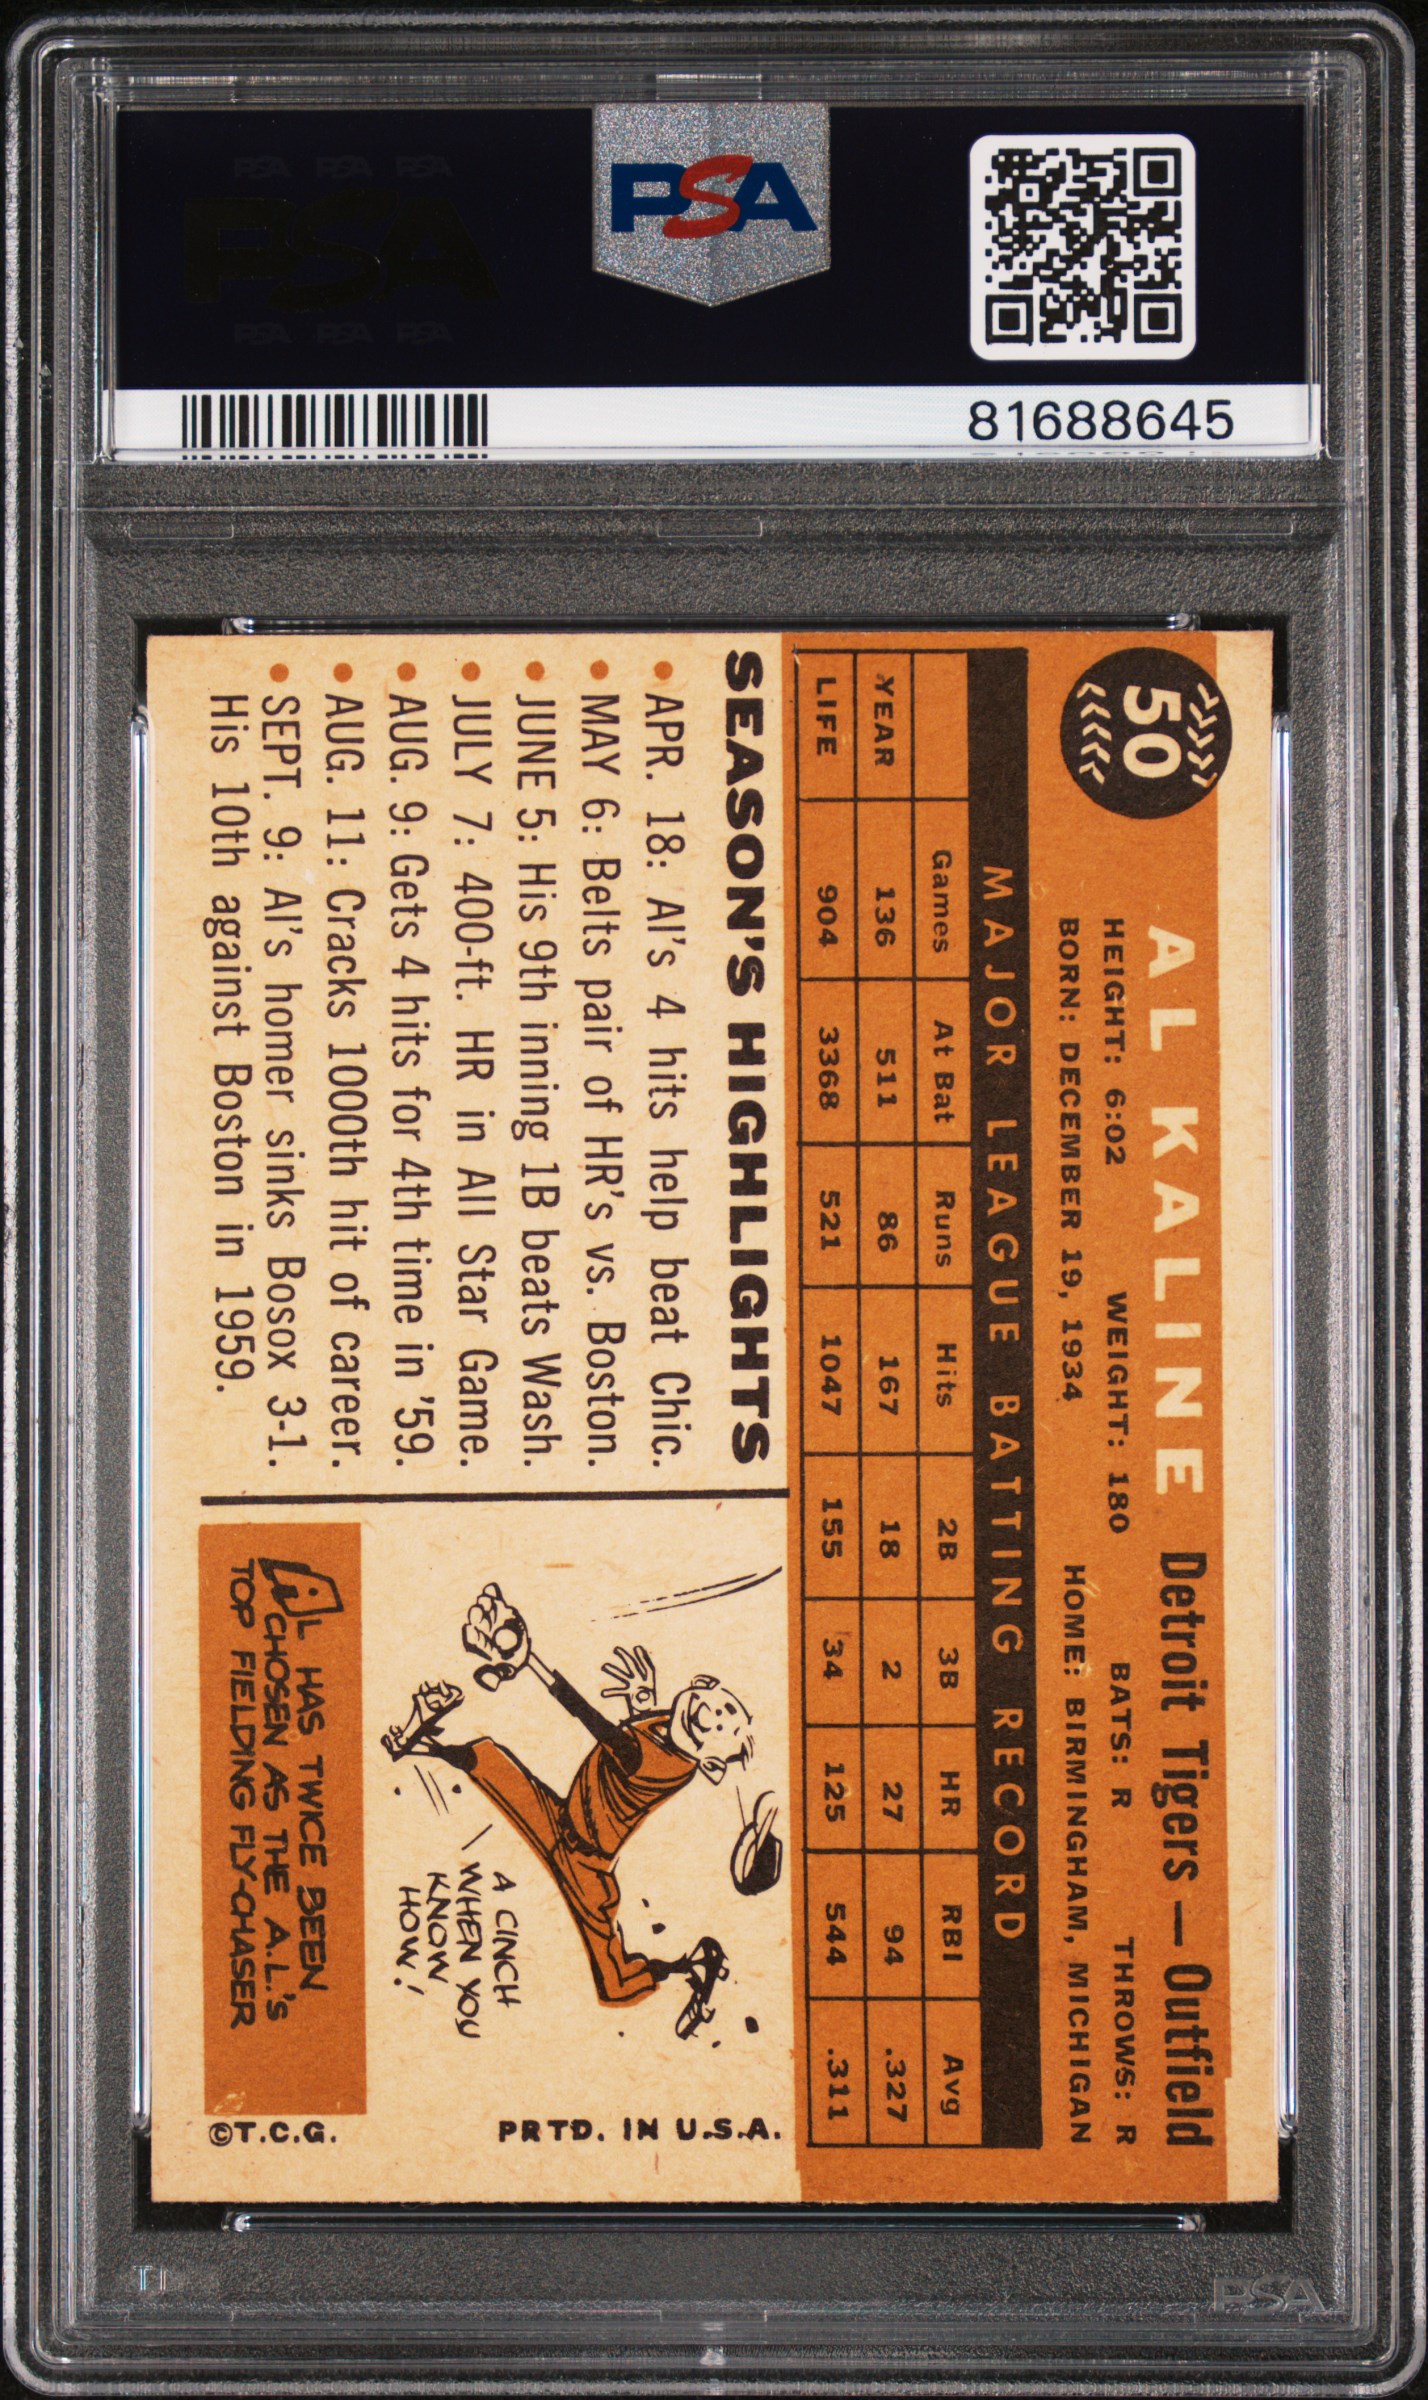 PSA PSA PSA
PSA
PSA PSA PSA
PSA
81688645
50
AL KALINE Detroit Tigers — Outfield
HEIGHT: 6:02 WEIGHT: 180 BATS: R THROWS: R
BORN: DECEMBER 19, 1934 HOME: BIRMINGHAM, MICHIGAN
MAJOR LEAGUE BATTING RECORD
Games At Bat Runs Hits 2B 3B HR RBI Avg
YEAR 136 511 86 167 18 2 27 94 .327
LIFE 904 3368 521 1047 155 34 125 544 .311
SEASON'S HIGHLIGHTS
• APR. 18: Al's 4 hits help beat Chic.
• MAY 6: Belts pair of HR's vs. Boston.
• JUNE 5: His 9th inning 1B beats Wash.
• JULY 7: 400-ft. HR in All Star Game.
• AUG. 9: Gets 4 hits for 4th time in '59.
• AUG. 11: Cracks 1000th hit of career.
• SEPT. 9: Al's homer sinks Bosox 3-1.
His 10th against Boston in 1959.
A CINCH
WHEN YOU
KNOW
HOW!
AL HAS TWICE BEEN
CHOSEN AS THE A.L.'S
TOP FIELDING FLY-CHASER
©T.C.G.
PRTD. IN U.S.A.
PSA